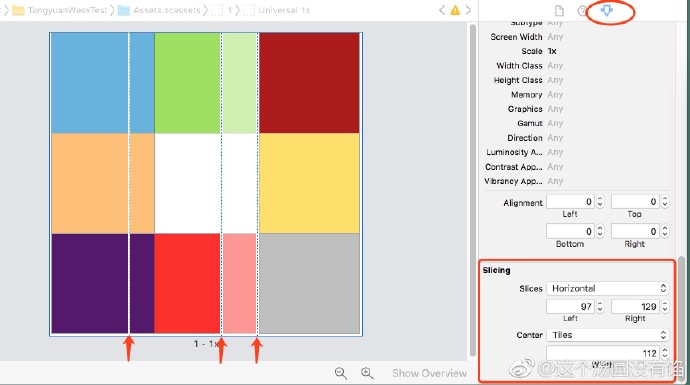 TangyuanWeexTest 〉 Assets.xcassets 〉 1 〉 Universal 1x
Subtype Any
Screen Width Any
Scale 1x
Width Class Any
Height Class Any
Memory Any
Graphics Any
Gamut Any
Direction Any
Luminosity A... Any
Contrast App... Any
Vibrancy App... Any
Alignment 0 0
Left Top
0 0
Bottom Right
Slicing
Slices Horizontal
97 129
Left Right
Center Tiles
112
Width
1 - 1x
Show Overview
@这个汤圆没有馅